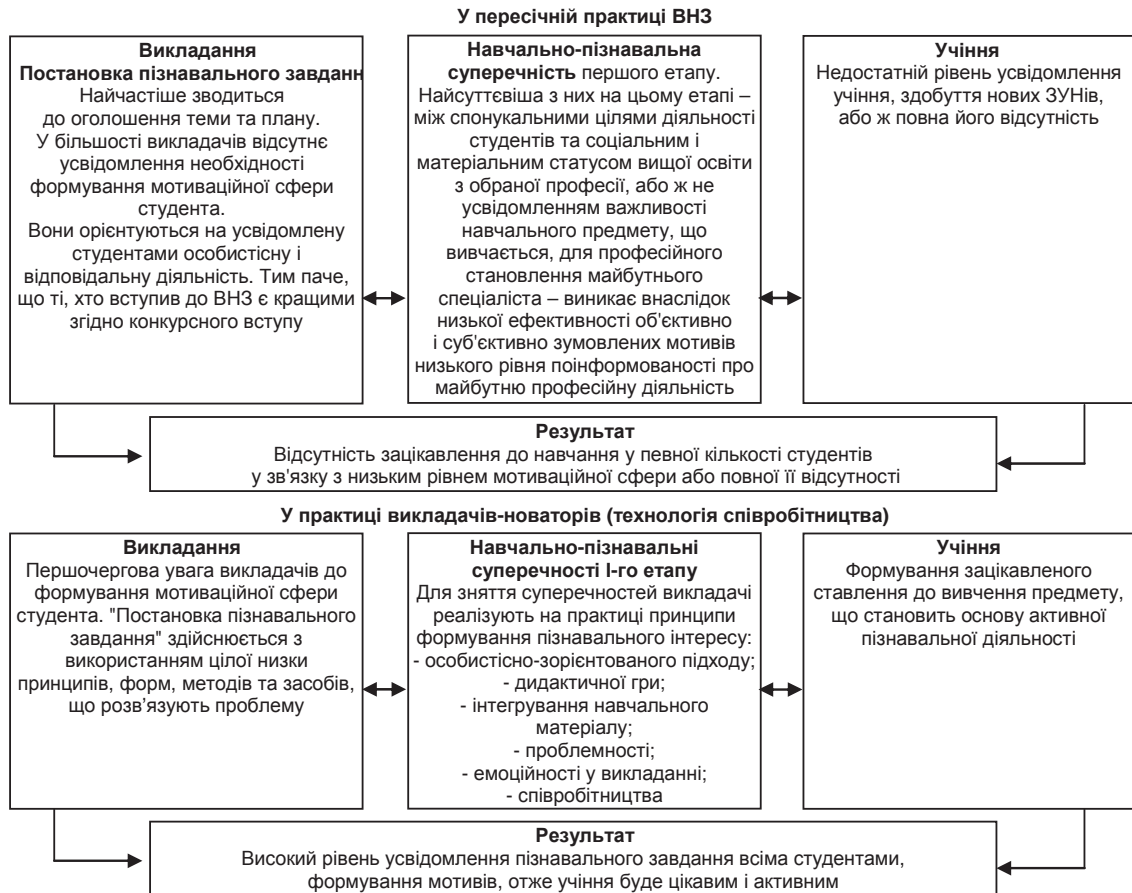 У пересічній практиці ВНЗ
Викладання
Постановка пізнавального завданн
Найчастіше зводиться
до оголошення теми та плану.
У більшості викладачів відсутнє
усвідомлення необхідності
формування мотиваційної сфери
студента.
Вони орієнтуються на усвідомлену
студентами особистісну і
відповідальну діяльність. Тим паче,
що ті, хто вступив до ВНЗ є кращими
згідно конкурсного вступу
Навчально-пізнавальна
суперечність першого етапу.
Найсуттєвіша з них на цьому етапі –
між спонукальними цілями діяльності
студентів та соціальним і
матеріальним статусом вищої освіти
з обраної професії, або ж не
усвідомленням важливості
навчального предмету, що
вивчається, для професійного
становлення майбутнього
спеціаліста – виникає внаслідок
низької ефективності об'єктивно
і суб'єктивно зумовлених мотивів
низького рівня поінформованості про
майбутню професійну діяльність
Учіння
Недостатній рівень усвідомлення
учіння, здобуття нових ЗУНів,
або ж повна його відсутність
Результат
Відсутність зацікавлення до навчання у певної кількості студентів
у зв'язку з низьким рівнем мотиваційної сфери або повної її відсутності
У практиці викладачів-новаторів (технологія співробітництва)
Викладання
Першочергова увага викладачів до
формування мотиваційної сфери
студента. "Постановка пізнавального
завдання" здійснюється з
використанням цілої низки
принципів, форм, методів та засобів,
що розв'язують проблему
Навчально-пізнавальні
суперечності І-го етапу
Для зняття суперечностей викладачі
реалізують на практиці принципи
формування пізнавального інтересу:
- особистісно-зорієнтованого підходу;
- дидактичної гри;
- інтегрування навчального
матеріалу;
- проблемності;
- емоційності у викладанні;
- співробітництва
Учіння
Формування зацікавленого
ставлення до вивчення предмету,
що становить основу активної
пізнавальної діяльності
Результат
Високий рівень усвідомлення пізнавального завдання всіма студентами,
формування мотивів, отже учіння буде цікавим і активним